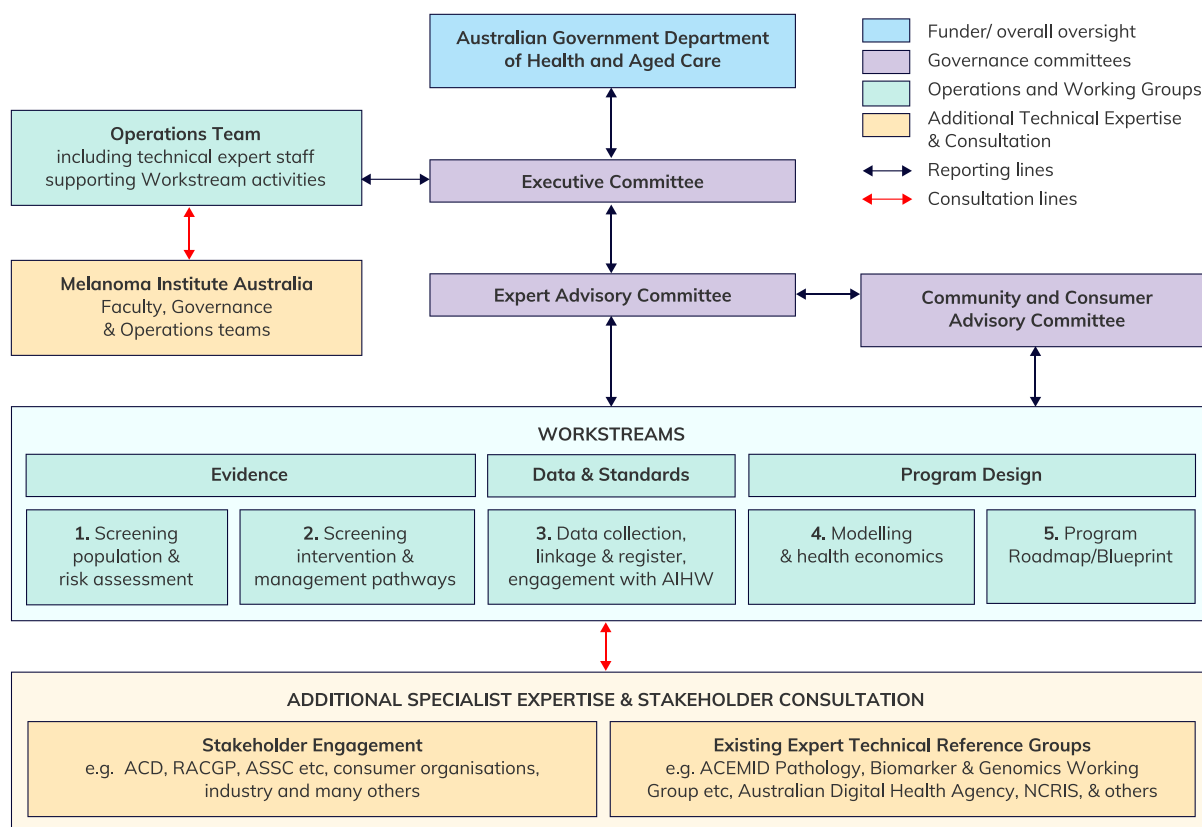 Australian Government Department
of Health and Aged Care
Funder/ overall oversight
Governance committees
Operations and Working Groups
Additional Technical Expertise
& Consultation
Reporting lines
Consultation lines
Operations Team
including technical expert staff
supporting Workstream activities
Executive Committee
Melanoma Institute Australia
Faculty, Governance
& Operations teams
Expert Advisory Committee
Community and Consumer
Advisory Committee
WORKSTREAMS
Evidence
Data & Standards
Program Design
1. Screening
population &
risk assessment
2. Screening
intervention &
management pathways
3. Data collection,
linkage & register,
engagement with AIHW
4. Modelling
& health economics
5. Program
Roadmap/Blueprint
ADDITIONAL SPECIALIST EXPERTISE & STAKEHOLDER CONSULTATION
Stakeholder Engagement
e.g. ACD, RACGP, ASSC etc, consumer organisations,
industry and many others
Existing Expert Technical Reference Groups
e.g. ACEMID Pathology, Biomarker & Genomics Working
Group etc, Australian Digital Health Agency, NCRIS, & others